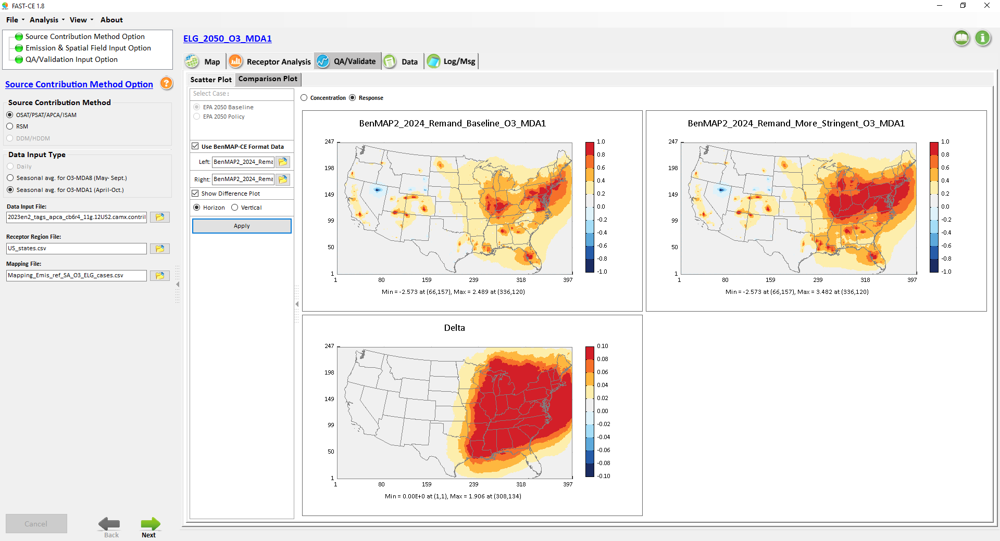 FAST-CE 1.8
File Analysis View About
Source Contribution Method Option
Emission & Spatial Field Input Option
QA/Validation Input Option
Source Contribution Method Option
?
Source Contribution Method
OSAT/PSAT/APCA/ISAM
RSM
DDM/HDDM
Data Input Type
Daily
Seasonal avg. for O3-MDA8 (May- Sept.)
Seasonal avg. for O3-MDA1 (April-Oct.)
Data Input File:
2023en2_tags_apca_cb6r4_11g.12US2.camx.contril
Receptor Region File:
US_states.csv
Mapping File:
Mapping_Emis_ref_SA_O3_ELG_cases.csv
Cancel
Back
Next
ELG_2050_O3_MDA1
i
Map Receptor Analysis QA/Validate Data Log/Msg
Scatter Plot Comparison Plot
Select Case:
EPA 2050 Baseline
EPA 2050 Policy
Use BenMAP-CE Format Data
Left: BenMAP2_2024_Rema
Right: BenMAP2_2024_Rema
Show Difference Plot
Horizon Vertical
Apply
Concentration Response
BenMAP2_2024_Remand_Baseline_O3_MDA1
247
198
149
99
50
1
1 80 159 239 318 397
1.0
0.8
0.6
0.4
0.2
0.0
-0.2
-0.4
-0.6
-0.8
-1.0
Min = -2.573 at (66,157), Max = 2.489 at (336,120)
BenMAP2_2024_Remand_More_Stringent_O3_MDA1
247
198
149
99
50
1
1 80 159 239 318 397
1.0
0.8
0.6
0.4
0.2
0.0
-0.2
-0.4
-0.6
-0.8
-1.0
Min = -2.573 at (66,157), Max = 3.482 at (336,120)
Delta
247
198
149
99
50
1
1 80 159 239 318 397
0.10
0.08
0.06
0.04
0.02
0.00
-0.02
-0.04
-0.06
-0.08
-0.10
Min = 0.00E+0 at (1,1), Max = 1.906 at (308,134)